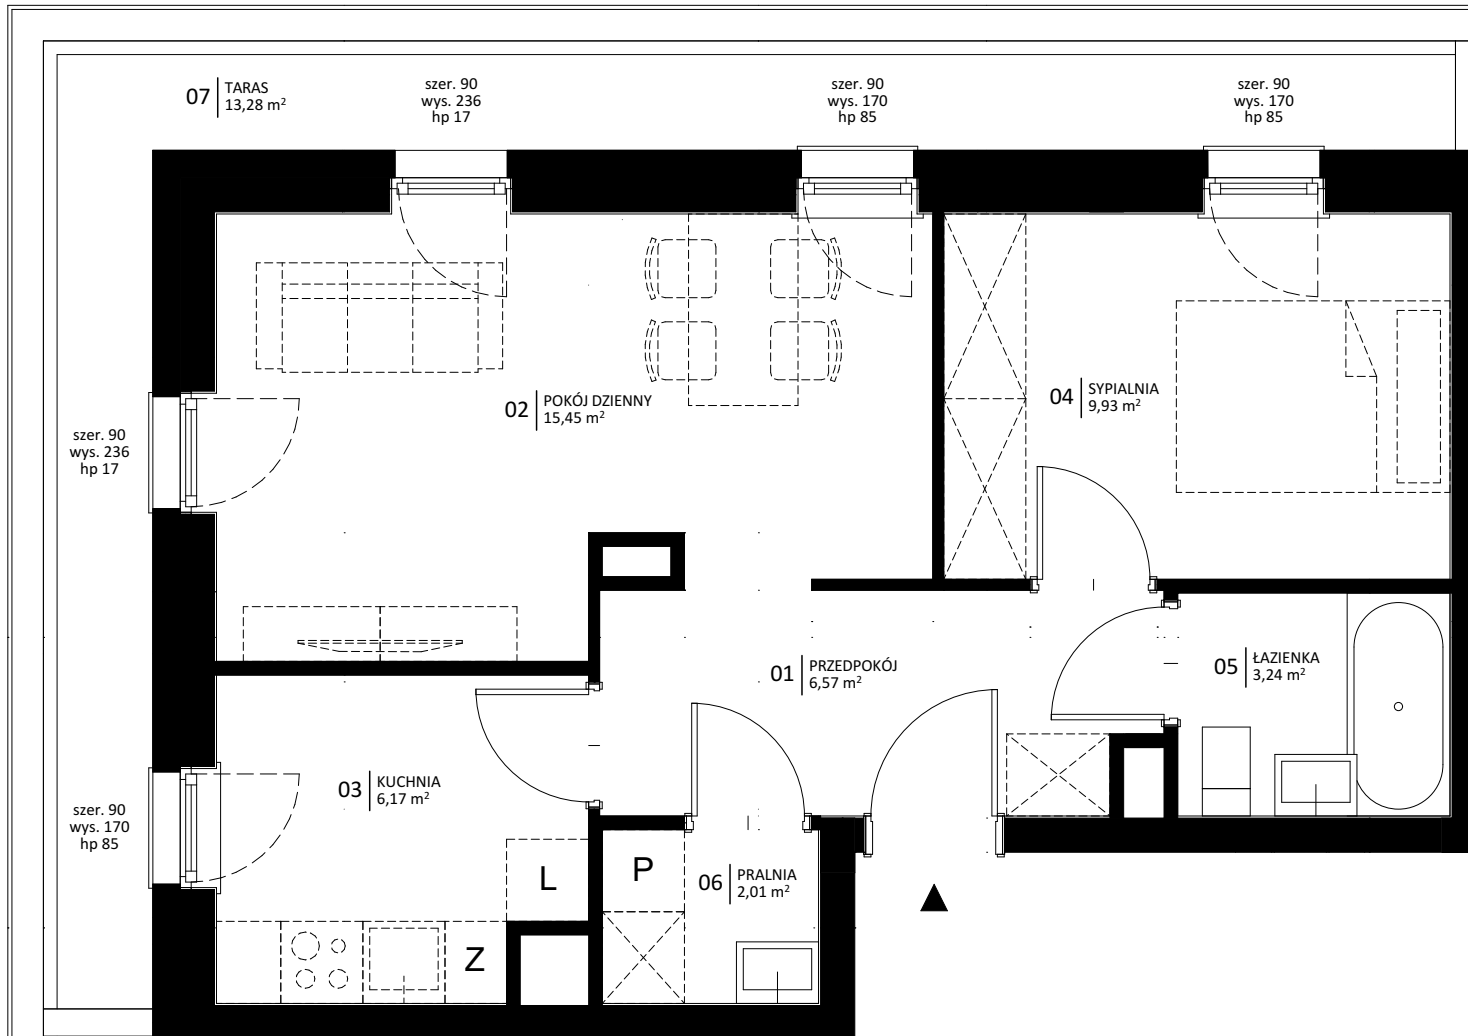 07 TARAS
13,28 m²
szer. 90
wys. 236
hp 17
szer. 90
wys. 170
hp 85
szer. 90
wys. 170
hp 85
szer. 90
wys. 236
hp 17
02 POKÓJ DZIENNY
15,45 m²
04 SYPIALNIA
9,93 m²
01 PRZEDPOKÓJ
6,57 m²
05 ŁAZIENKA
3,24 m²
szer. 90
wys. 170
hp 85
03 KUCHNIA
6,17 m²
L
P
06 PRALNIA
2,01 m²
Z